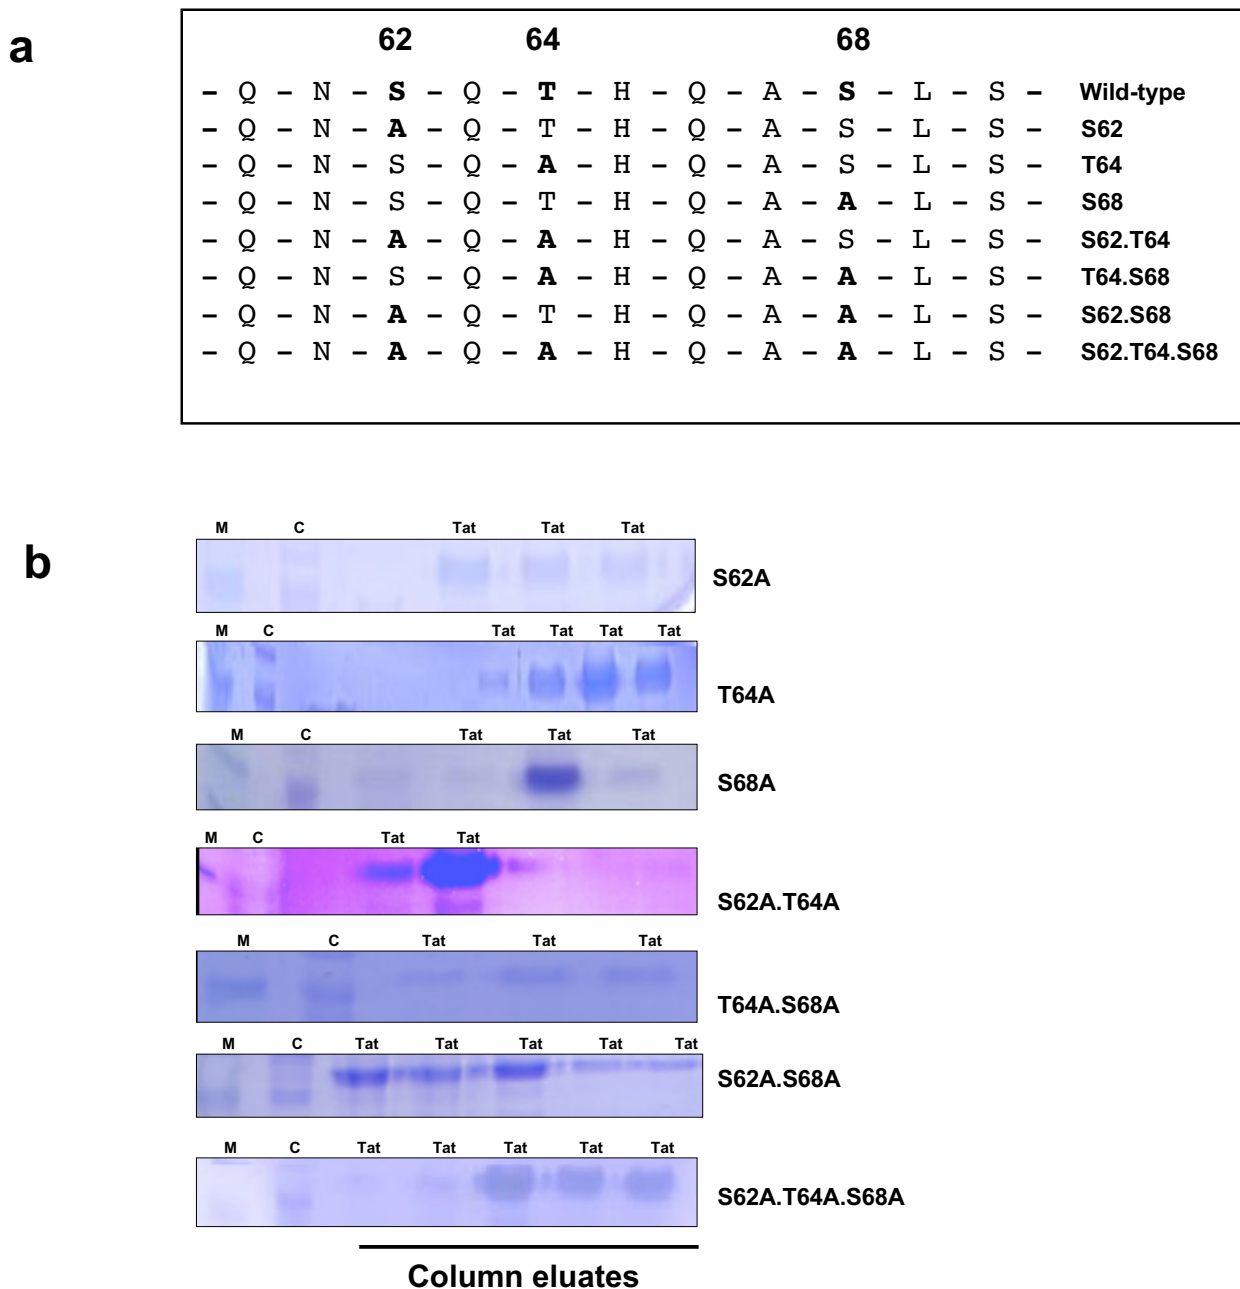 a
62 64 68
– Q – N – S – Q – T – H – Q – A – S – L – S – Wild-type
– Q – N – A – Q – T – H – Q – A – S – L – S – S62
– Q – N – S – Q – A – H – Q – A – S – L – S – T64
– Q – N – S – Q – T – H – Q – A – A – L – S – S68
– Q – N – A – Q – A – H – Q – A – S – L – S – S62.T64
– Q – N – S – Q – A – H – Q – A – A – L – S – T64.S68
– Q – N – A – Q – T – H – Q – A – A – L – S – S62.S68
– Q – N – A – Q – A – H – Q – A – A – L – S – S62.T64.S68
b
M C Tat Tat Tat
S62A
M C Tat Tat Tat Tat
T64A
M C Tat Tat Tat
S68A
M C Tat Tat
S62A.T64A
M C Tat Tat Tat
T64A.S68A
M C Tat Tat Tat Tat Tat
S62A.S68A
M C Tat Tat Tat Tat Tat
S62A.T64A.S68A
Column eluates